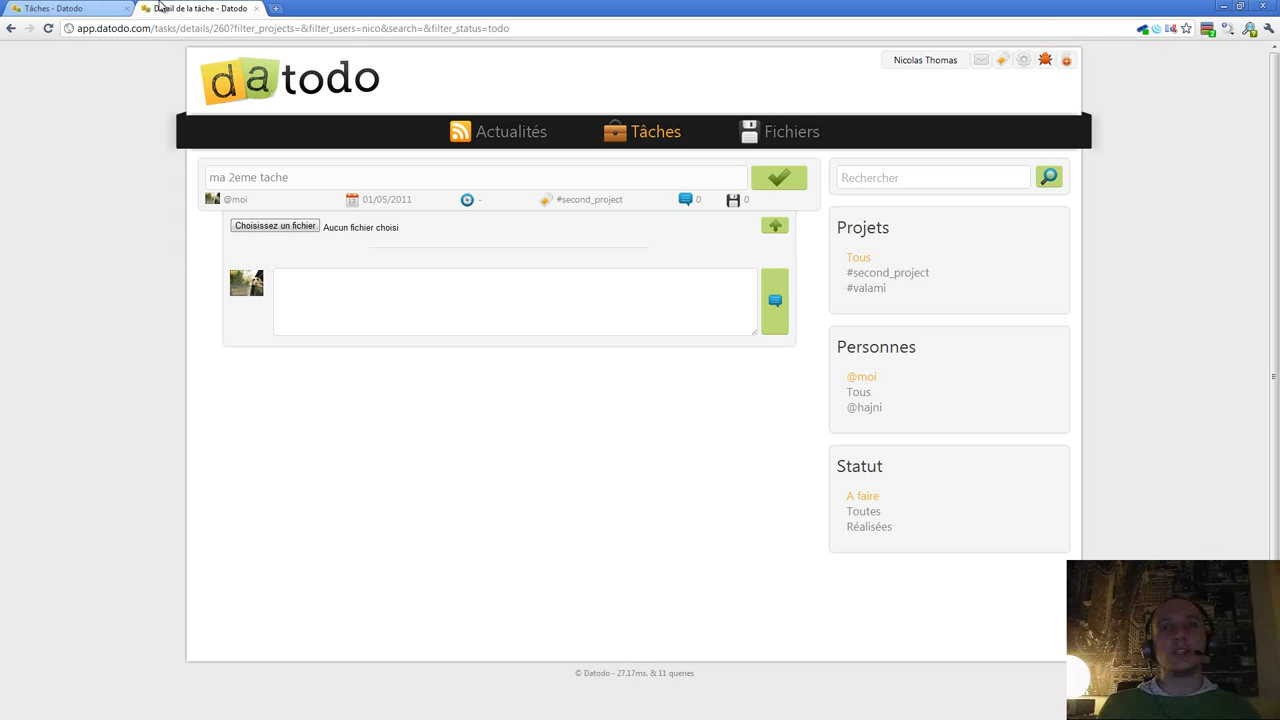 Tâches - Datodo
Détail de la tâche - Datodo
app.datodo.com/tasks/details/260?filter_projects=&filter_users=nico&search=&filter_status=todo
datodo
Nicolas Thomas
Actualités
Tâches
Fichiers
ma 2eme tache
@moi
01/05/2011
-
#second_project
0
0
Choisissez un fichier
Aucun fichier choisi
Rechercher
Projets
Tous
#second_project
#valami
Personnes
@moi
Tous
@hajni
Statut
A faire
Toutes
Réalisées
© Datodo - 27.17ms. & 11 queries